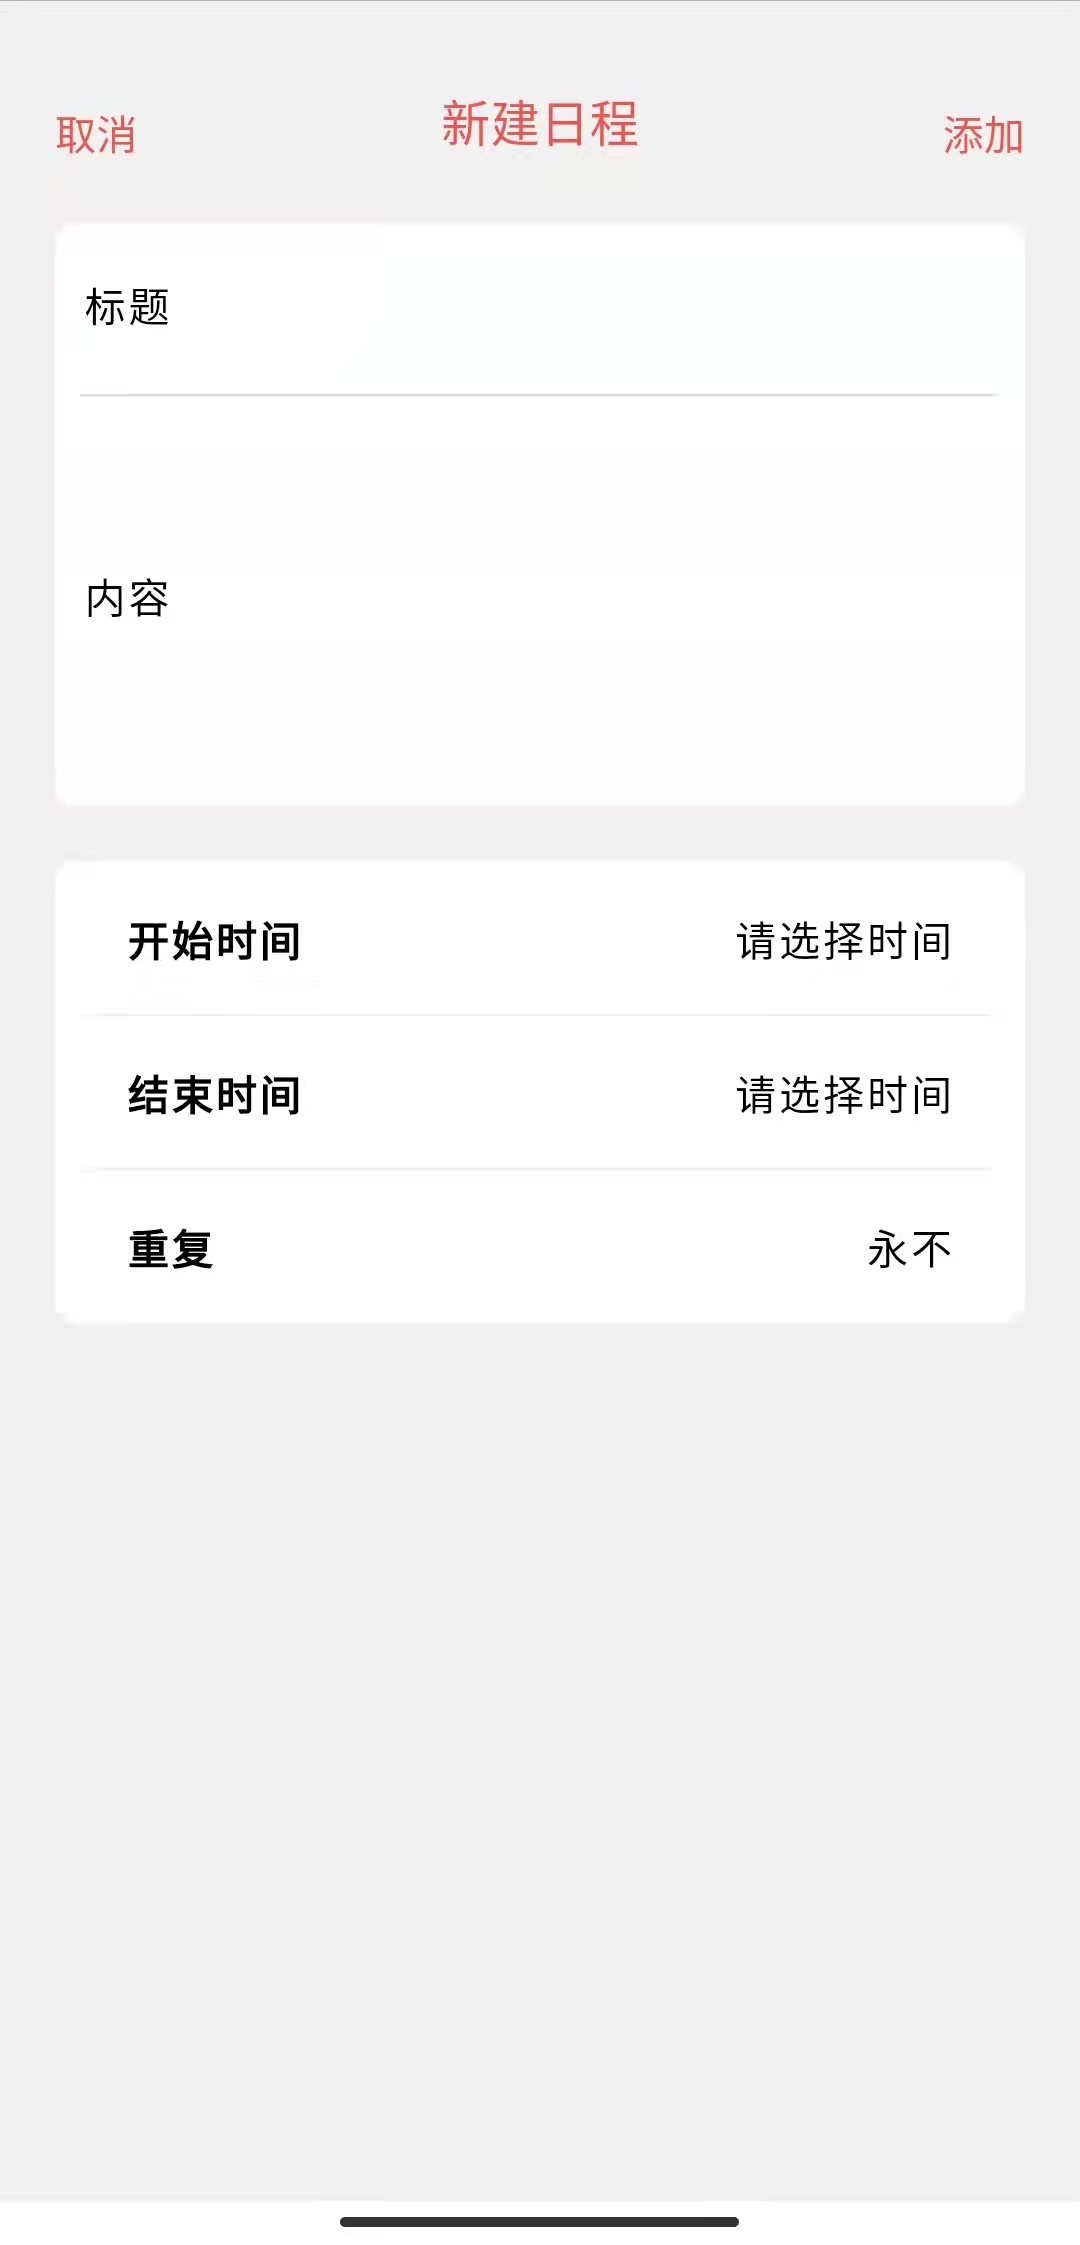 取消 新建日程 添加
标题
内容
开始时间 请选择时间
结束时间 请选择时间
重复 永不